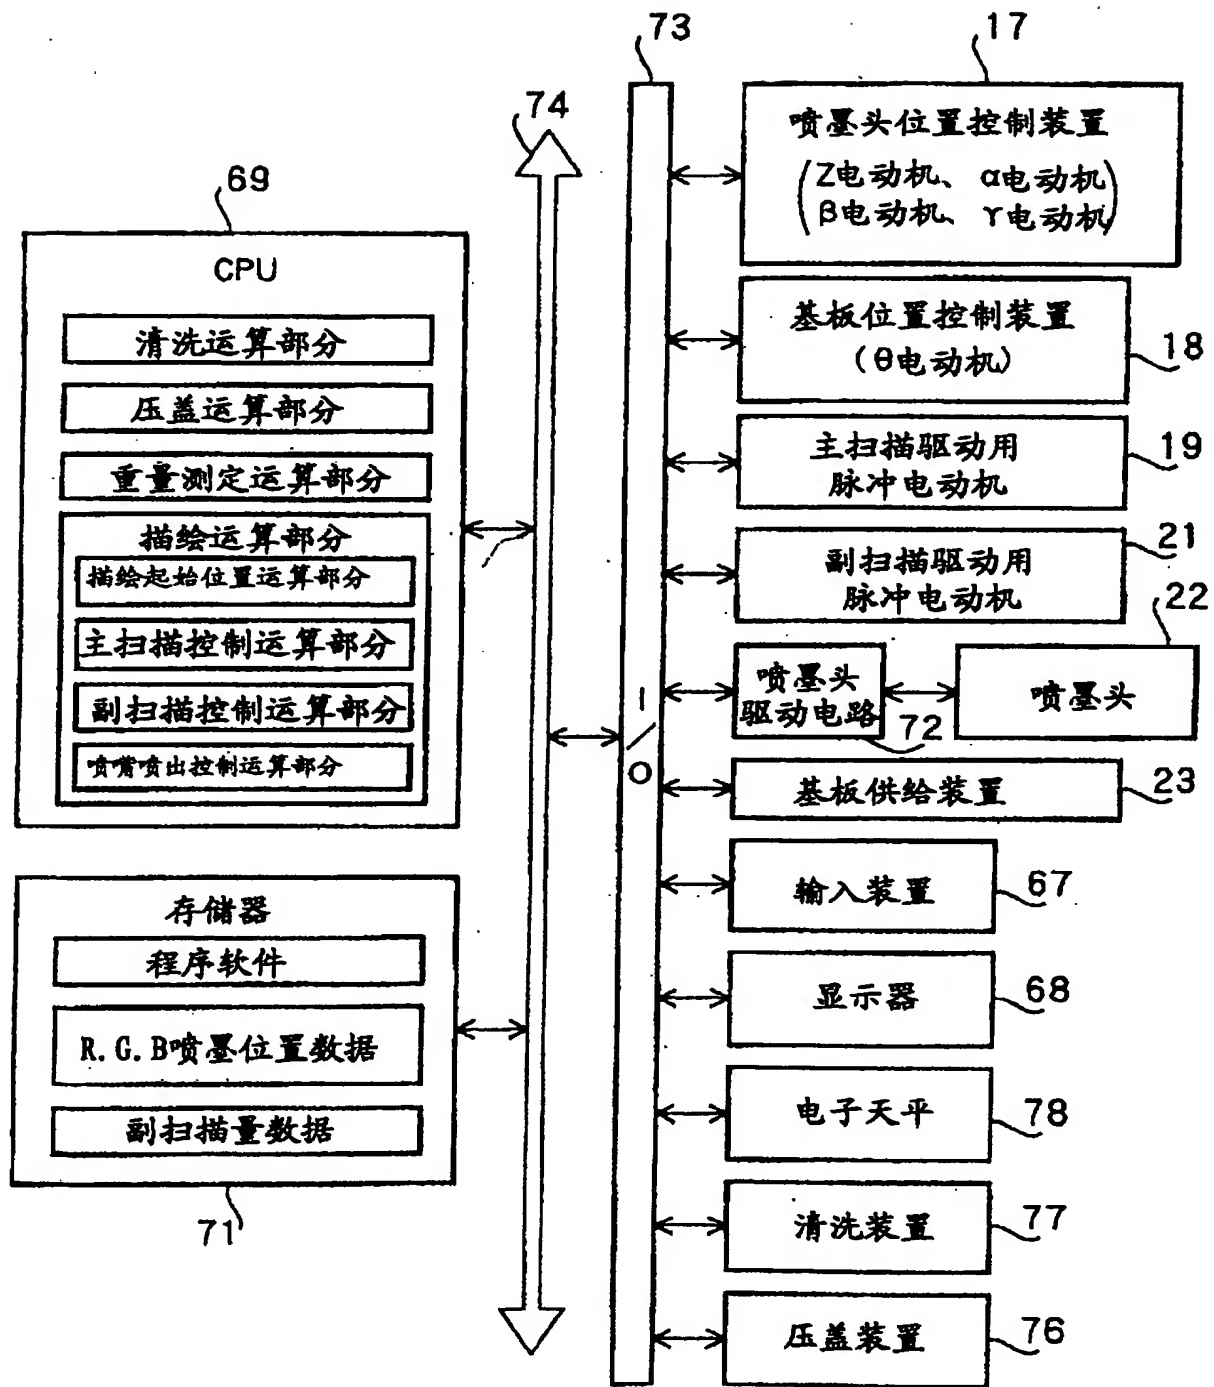 73
17
74
喷墨头位置控制装置
(Z电动机、α电动机
β电动机、γ电动机)
69
CPU
清洗运算部分
压盖运算部分
重量测定运算部分
描绘运算部分
描绘起始位置运算部分
主扫描控制运算部分
副扫描控制运算部分
喷嘴喷出控制运算部分
基板位置控制装置
(θ电动机)
18
主扫描驱动用
脉冲电动机
19
副扫描驱动用
脉冲电动机
21
22
喷墨头
驱动电路
72
喷墨头
I/O
基板供给装置
23
存储器
程序软件
R.G.B喷墨位置数据
副扫描量数据
71
输入装置
67
显示器
68
电子天平
78
清洗装置
77
压盖装置
76